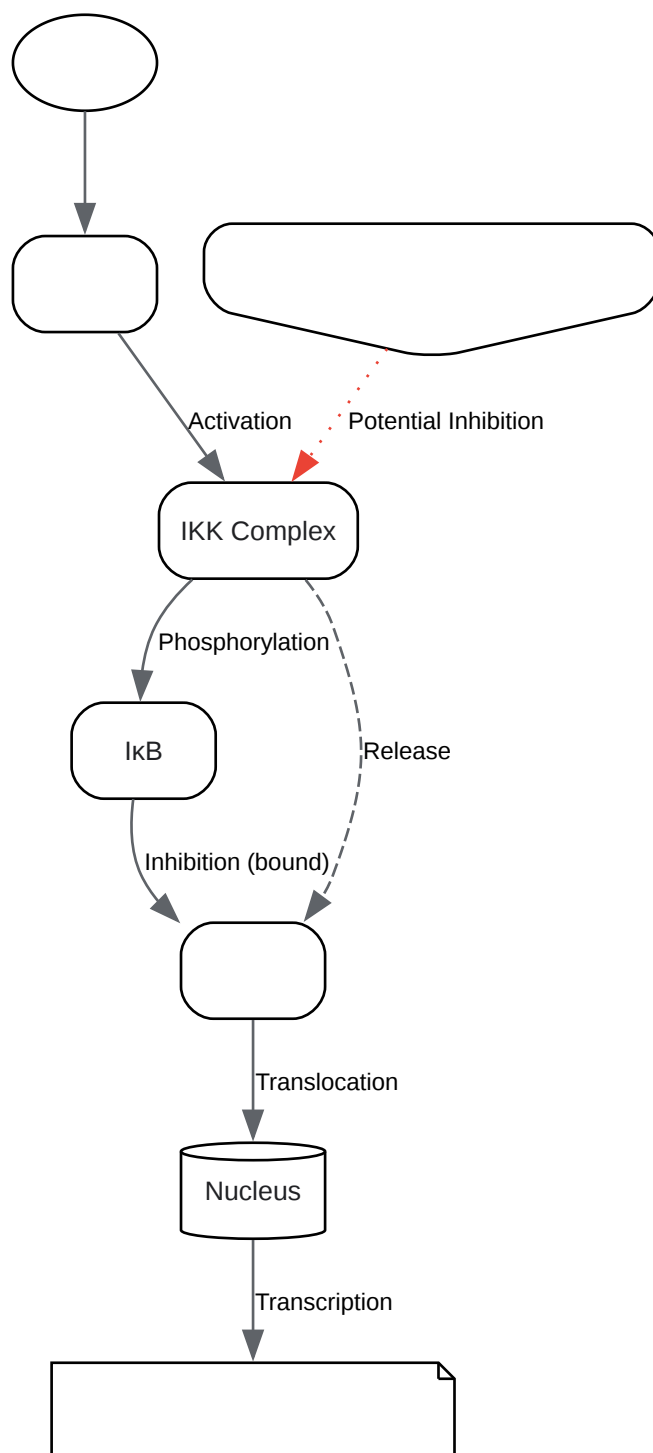 Activation
Potential Inhibition
IKK Complex
Phosphorylation
IκB
Release
Inhibition (bound)
Translocation
Nucleus
Transcription